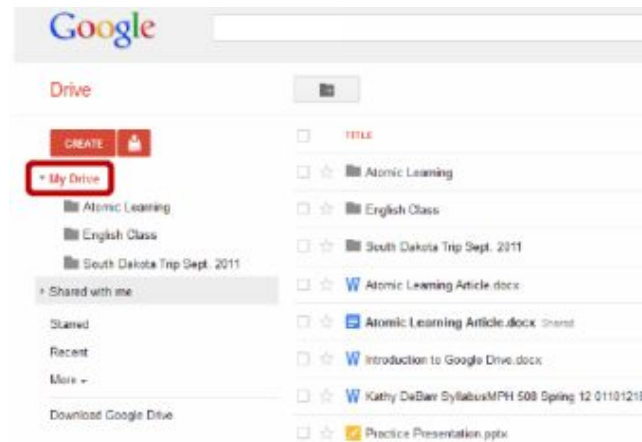 Google
Drive
CREATE
My Drive
Atomic Learning
English Class
South Dakota Trip Sept. 2011
Shared with me
Starred
Recent
More
Download Google Drive
TITLE
Atomic Learning
English Class
South Dakota Trip Sept. 2011
Atomic Learning Article.docx
Atomic Learning Article.docx Shared
Introduction to Google Drive.docx
Kathy DeBarr SyllabusMPH 508 Spring 12 01101218
Practice Presentation.pptx